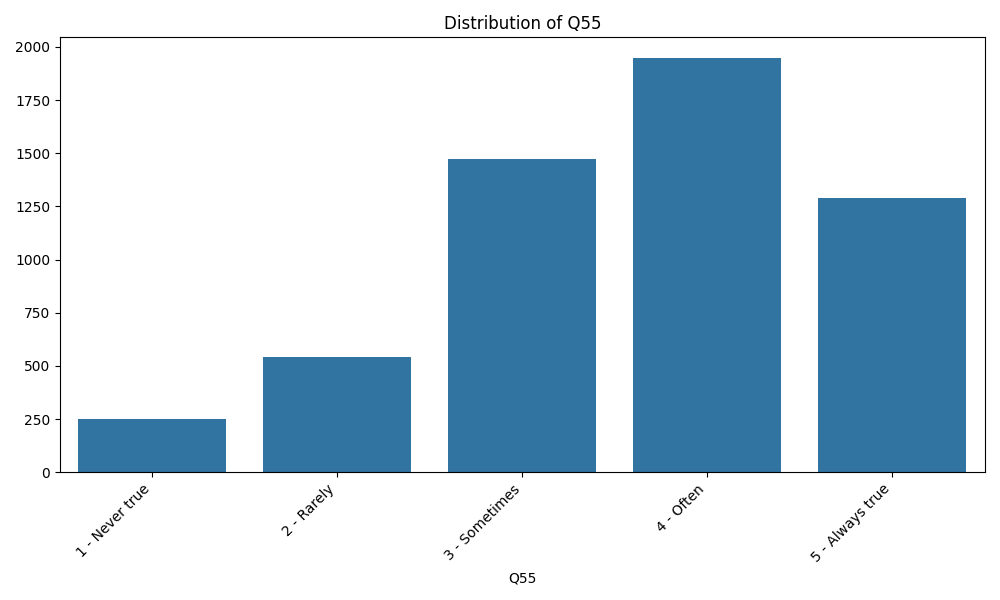 Distribution of Q55
2000
1750
1500
1250
1000
750
500
250
0
1 - Never true
2 - Rarely
3 - Sometimes
4 - Often
5 - Always true
Q55